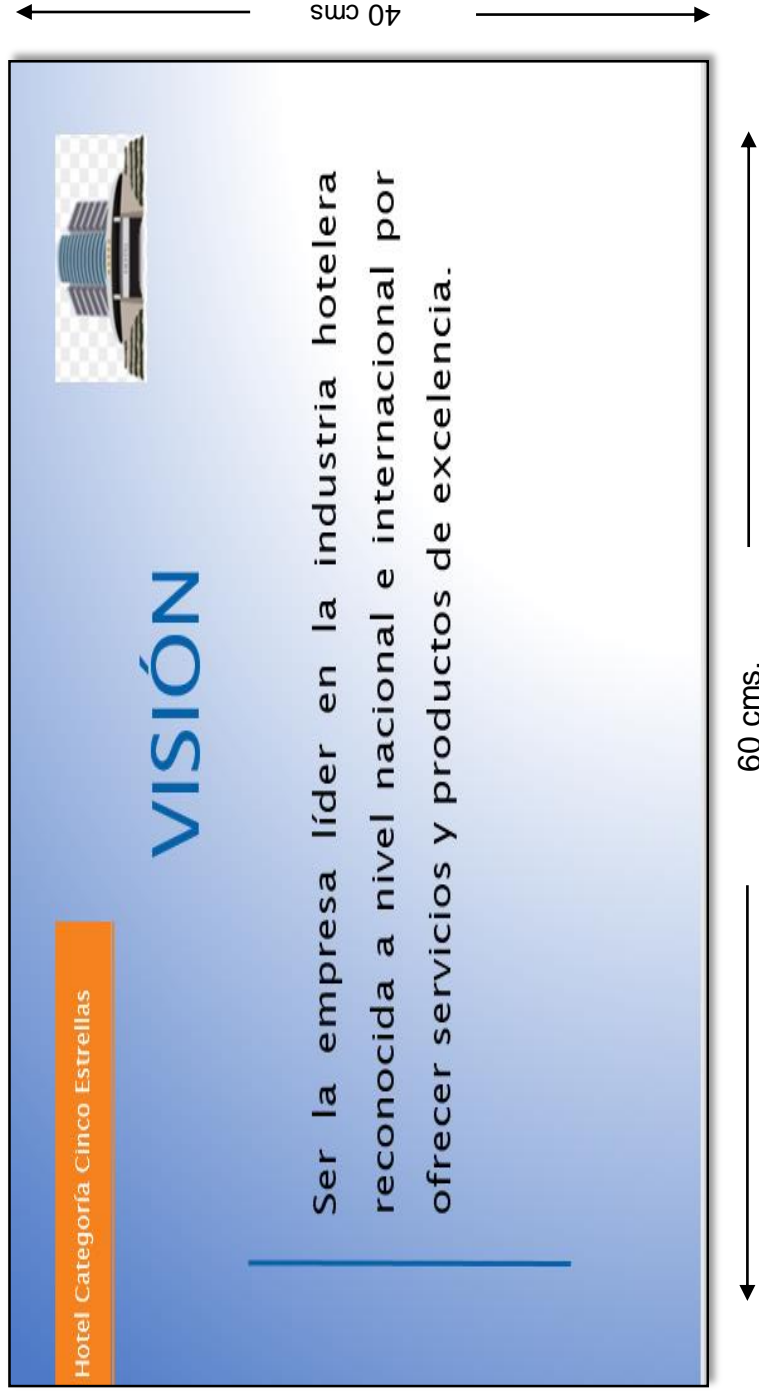 Hotel Categoría Cinco Estrellas
VISIÓN
Ser la empresa líder en la industria hotelera
reconocida a nivel nacional e internacional por
ofrecer servicios y productos de excelencia.
40 cms
60 cms.